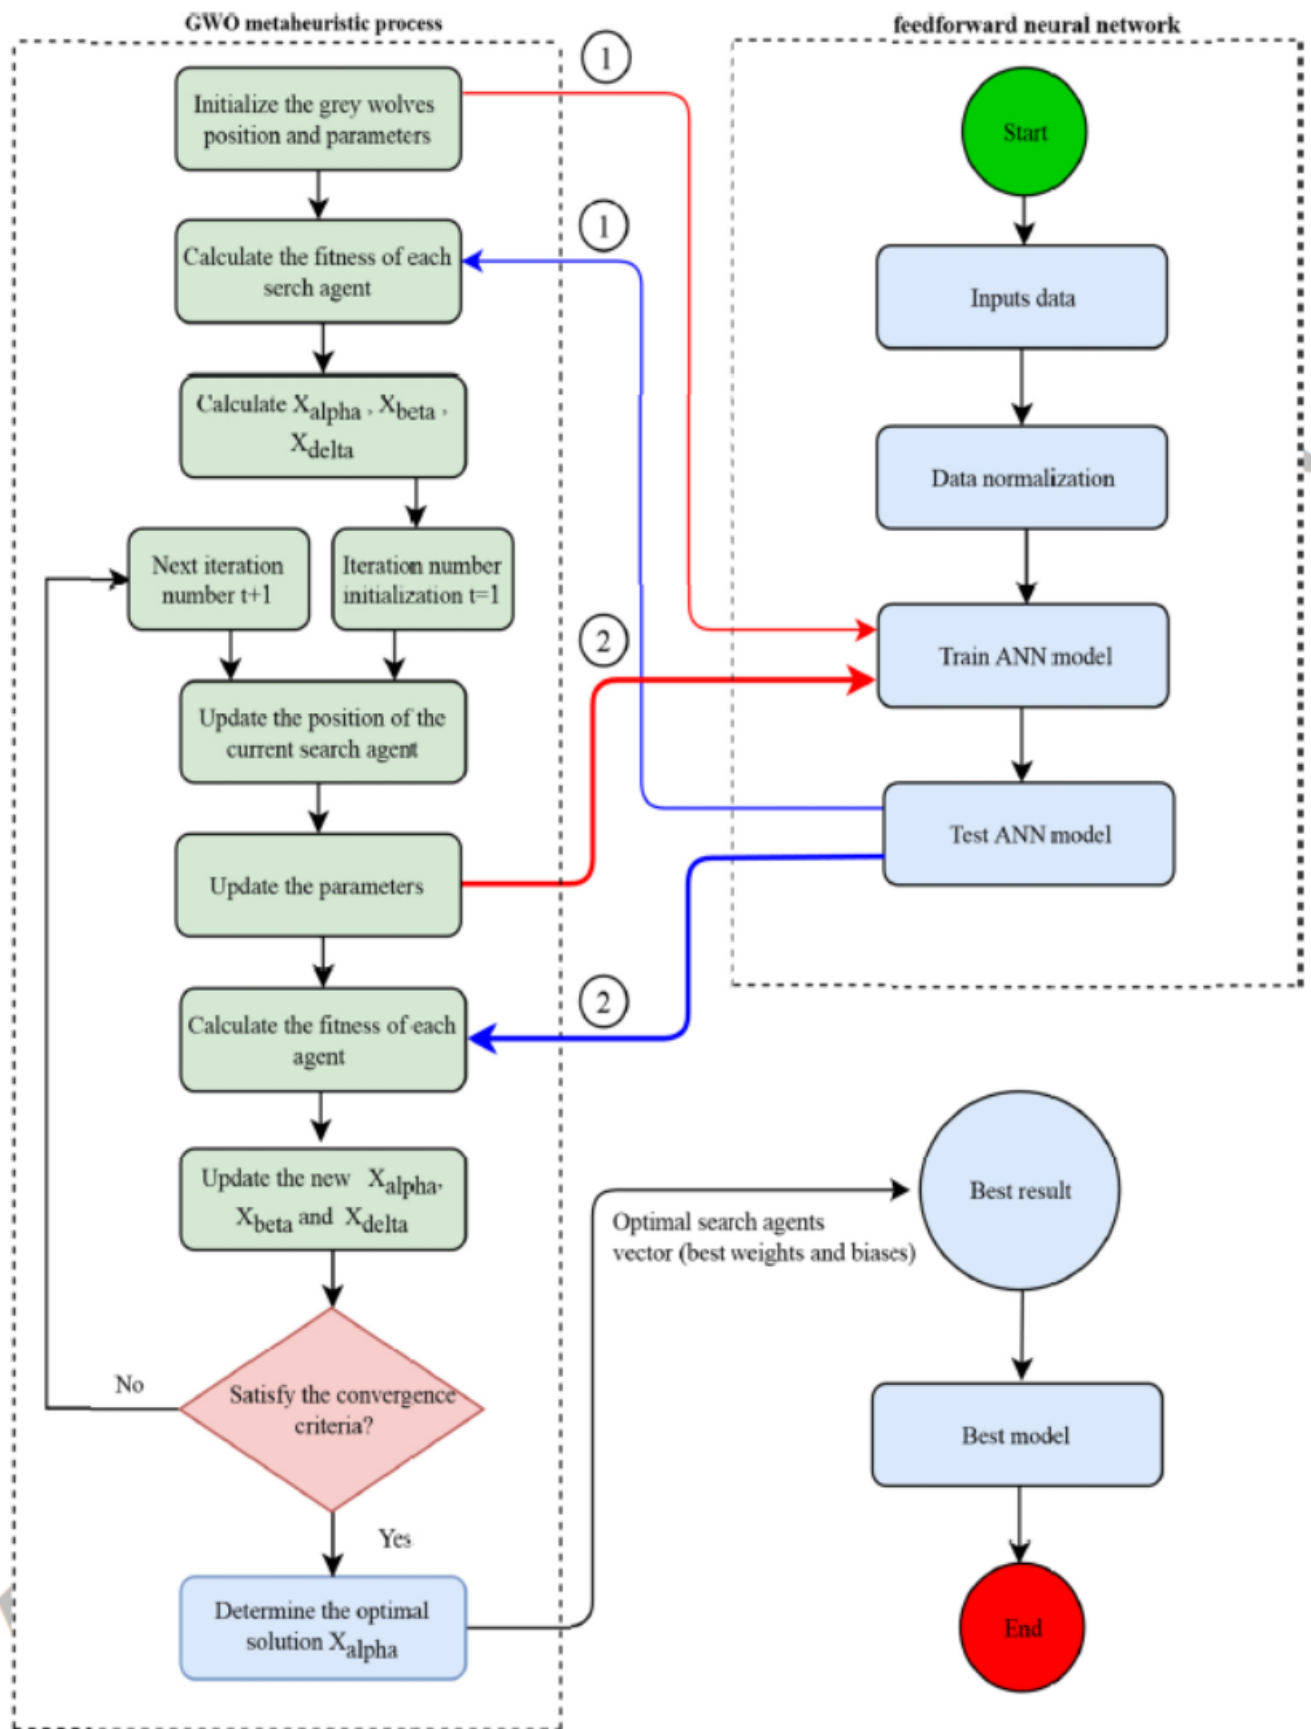 GWO metaheuristic process
Initialize the grey wolves
position and parameters
Calculate the fitness of each
serch agent
Calculate Xalpha , Xbeta ,
Xdelta
Next iteration
number t+1
Iteration number
initialization t=1
Update the position of the
current search agent
Update the parameters
Calculate the fitness of each
agent
Update the new Xalpha,
Xbeta and Xdelta
Satisfy the convergence
criteria?
No
Yes
Determine the optimal
solution Xalpha
1
1
2
2
feedforward neural network
Start
Inputs data
Data normalization
Train ANN model
Test ANN model
Optimal search agents
vector (best weights and biases)
Best result
Best model
End